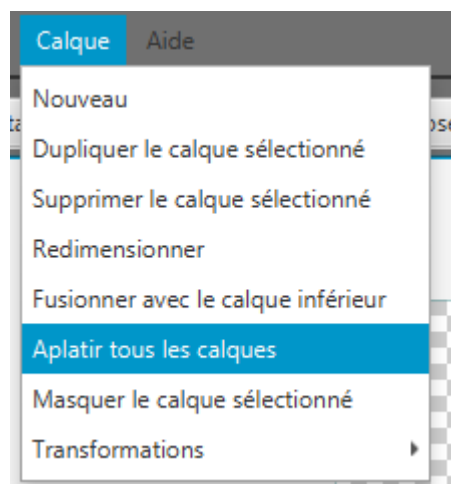 Calque Aide
Nouveau
Dupliquer le calque sélectionné
Supprimer le calque sélectionné
Redimensionner
Fusionner avec le calque inférieur
Aplatir tous les calques
Masquer le calque sélectionné
Transformations